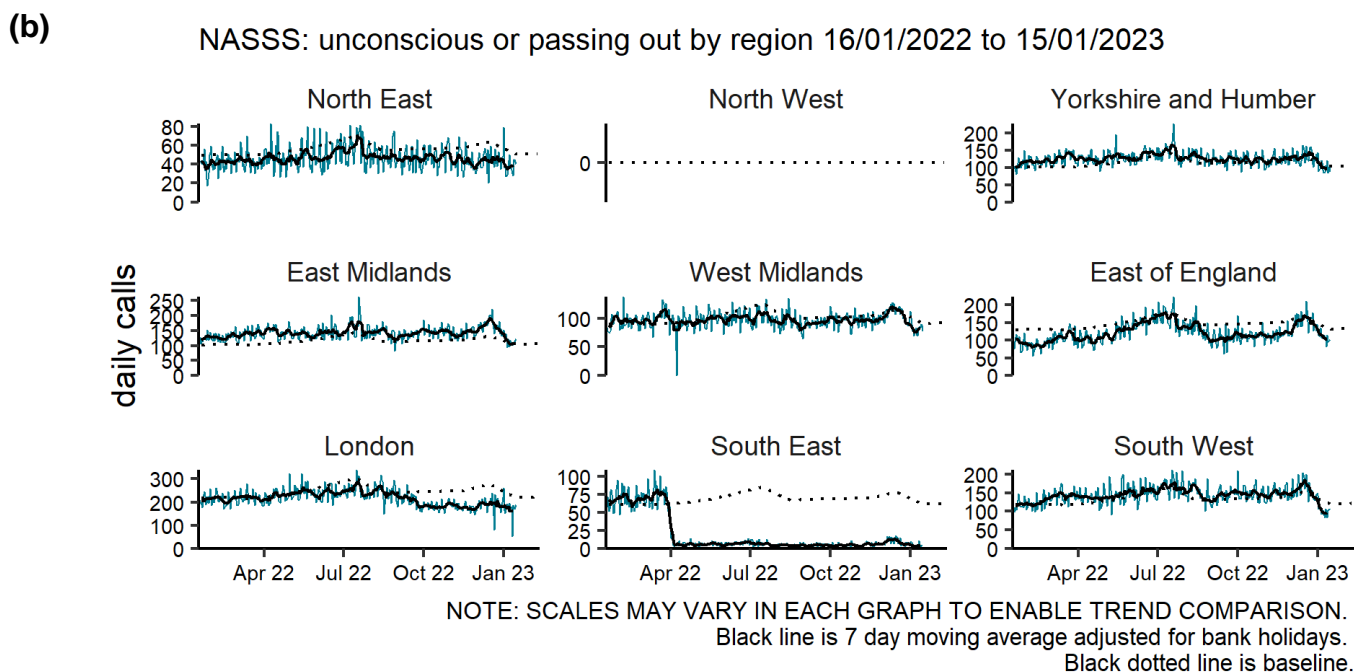 (b)
NASSS: unconscious or passing out by region 16/01/2022 to 15/01/2023
North East
North West
Yorkshire and Humber
80
60
40
20
0
0
200
150
100
50
0
East Midlands
West Midlands
East of England
250
200
150
100
50
0
100
50
0
200
150
100
50
0
daily calls
London
South East
South West
300
200
100
0
100
75
50
25
0
200
150
100
50
0
Apr 22 Jul 22 Oct 22 Jan 23
Apr 22 Jul 22 Oct 22 Jan 23
Apr 22 Jul 22 Oct 22 Jan 23
NOTE: SCALES MAY VARY IN EACH GRAPH TO ENABLE TREND COMPARISON.
Black line is 7 day moving average adjusted for bank holidays.
Black dotted line is baseline.